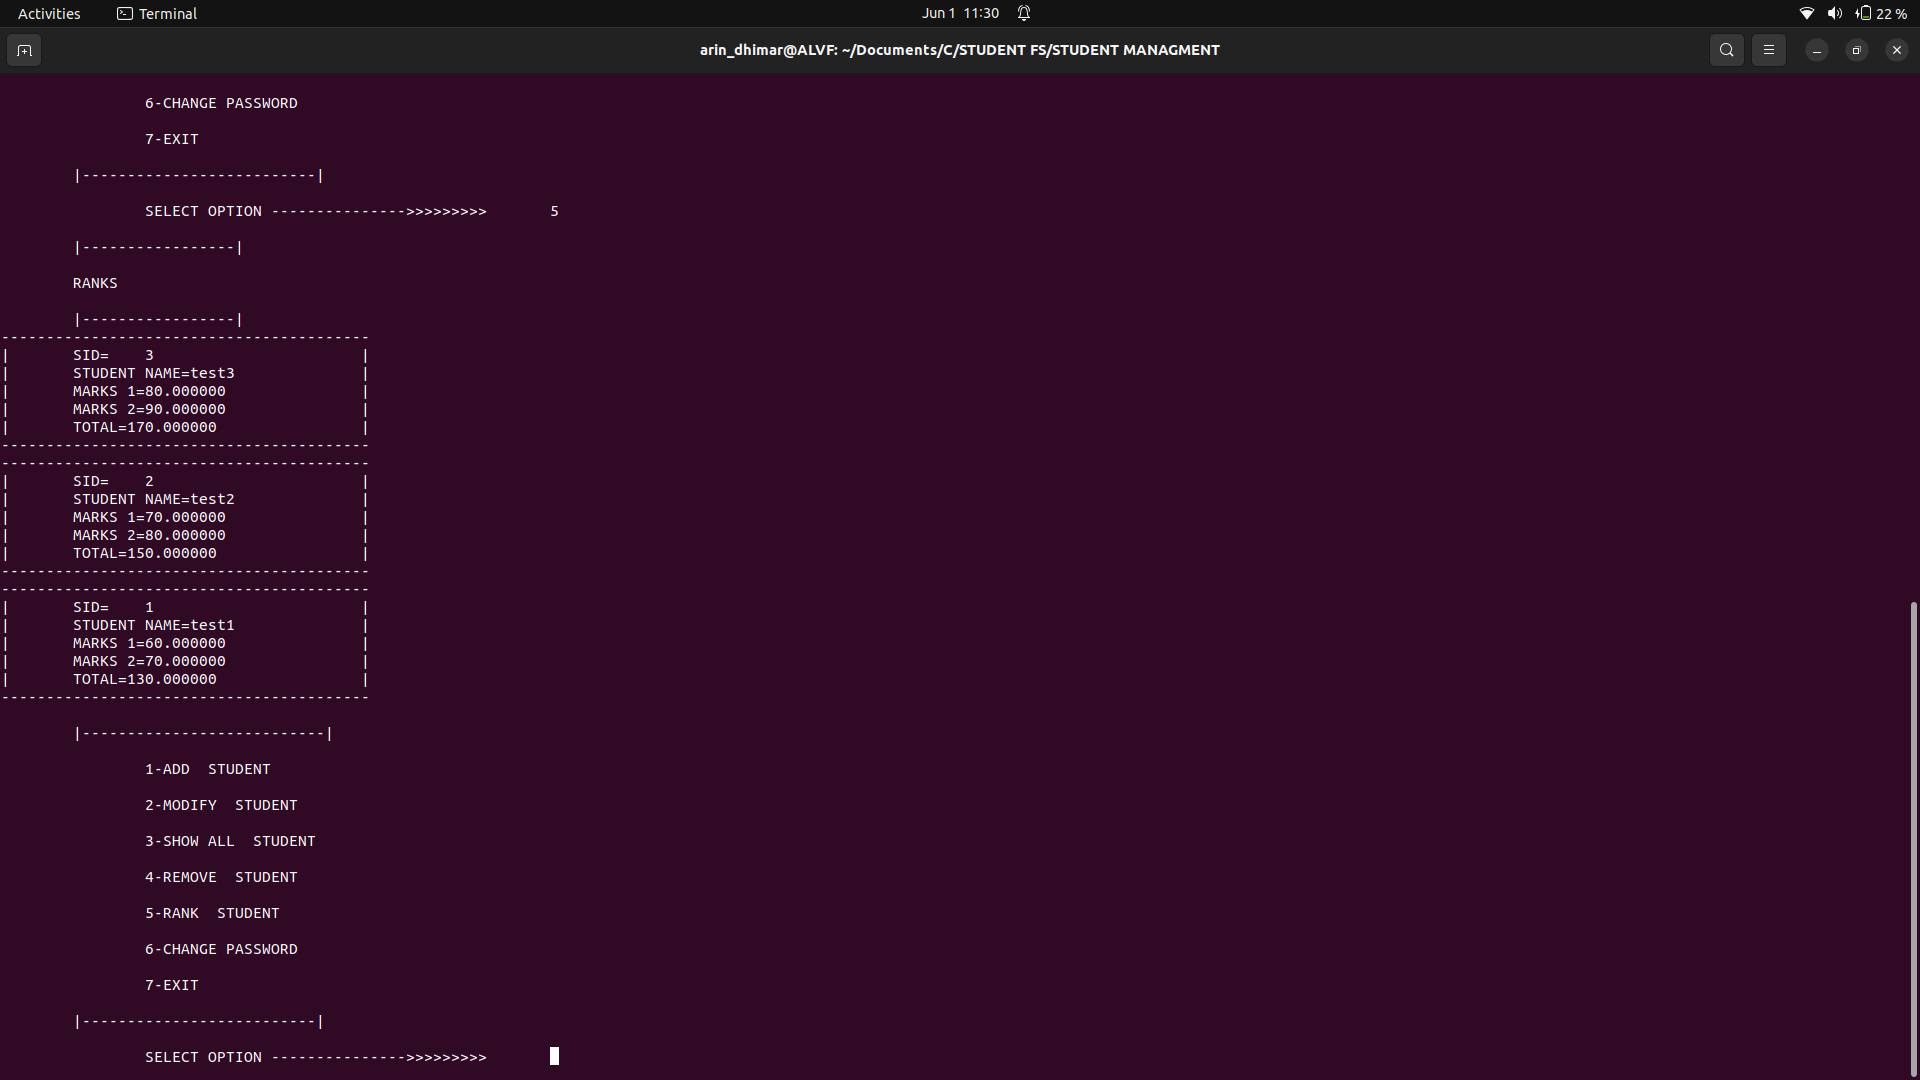 Activities Terminal Jun 1 11:30 22 %
arin_dhimar@ALVF: ~/Documents/C/STUDENT FS/STUDENT MANAGMENT
6-CHANGE PASSWORD
7-EXIT
|--------------------------|
SELECT OPTION --------------->>>>>>>>> 5
|-----------------|
RANKS
|-----------------|
-----------------------------------------
| SID= 3 |
| STUDENT NAME=test3 |
| MARKS 1=80.000000 |
| MARKS 2=90.000000 |
| TOTAL=170.000000 |
-----------------------------------------
-----------------------------------------
| SID= 2 |
| STUDENT NAME=test2 |
| MARKS 1=70.000000 |
| MARKS 2=80.000000 |
| TOTAL=150.000000 |
-----------------------------------------
-----------------------------------------
| SID= 1 |
| STUDENT NAME=test1 |
| MARKS 1=60.000000 |
| MARKS 2=70.000000 |
| TOTAL=130.000000 |
-----------------------------------------
|---------------------------|
1-ADD  STUDENT
2-MODIFY  STUDENT
3-SHOW ALL  STUDENT
4-REMOVE  STUDENT
5-RANK  STUDENT
6-CHANGE PASSWORD
7-EXIT
|--------------------------|
SELECT OPTION --------------->>>>>>>>>